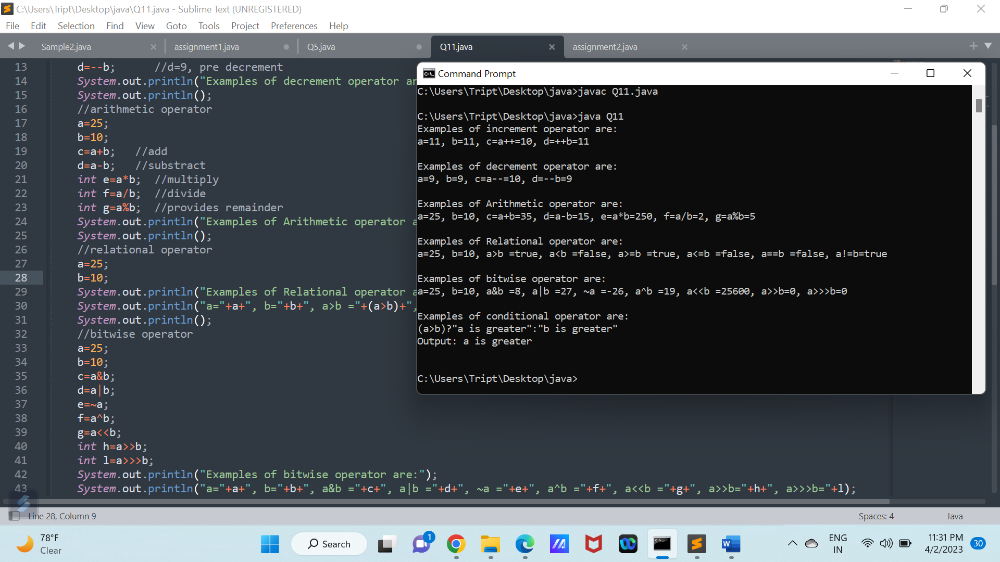 C:\Users\Tript\Desktop\java\Q11.java - Sublime Text (UNREGISTERED)
File Edit Selection Find View Goto Tools Project Preferences Help
Sample2.java assignment1.java Q5.java Q11.java assignment2.java
13 d=--b; //d=9, pre decrement
14 System.out.println("Examples of decrement operator ar
15 System.out.println();
16 //arithmetic operator
17 a=25;
18 b=10;
19 c=a+b; //add
20 d=a-b; //substract
21 int e=a*b; //multiply
22 int f=a/b; //divide
23 int g=a%b; //provides remainder
24 System.out.println("Examples of Arithmetic operator a
25 System.out.println();
26 //relational operator
27 a=25;
28 b=10;
29 System.out.println("Examples of Relational operator a
30 System.out.println("a="+a+", b="+b+", a>b ="+(a>b)+",
31 System.out.println();
32 //bitwise operator
33 a=25;
34 b=10;
35 c=a&b;
36 d=a|b;
37 e=~a;
38 f=a^b;
39 g=a<<b;
40 int h=a>>b;
41 int l=a>>>b;
42 System.out.println("Examples of bitwise operator are:");
43 System.out.println("a="+a+", b="+b+", a&b ="+c+", a|b ="+d+", ~a ="+e+", a^b ="+f+", a<<b ="+g+", a>>b="+h+", a>>>b="+l);
Command Prompt
C:\Users\Tript\Desktop\java>javac Q11.java
C:\Users\Tript\Desktop\java>java Q11
Examples of increment operator are:
a=11, b=11, c=a++=10, d=++b=11
Examples of decrement operator are:
a=9, b=9, c=a--=10, d=--b=9
Examples of Arithmetic operator are:
a=25, b=10, c=a+b=35, d=a-b=15, e=a*b=250, f=a/b=2, g=a%b=5
Examples of Relational operator are:
a=25, b=10, a>b =true, a<b =false, a>=b =true, a<=b =false, a==b =false, a!=b=true
Examples of bitwise operator are:
a=25, b=10, a&b =8, a|b =27, ~a =-26, a^b =19, a<<b =25600, a>>b=0, a>>>b=0
Examples of conditional operator are:
(a>b)?"a is greater":"b is greater"
Output: a is greater
C:\Users\Tript\Desktop\java>
Line 28, Column 9 Spaces: 4 Java
78°F
Clear
Search
1
ENG
IN
11:31 PM
4/2/2023
30